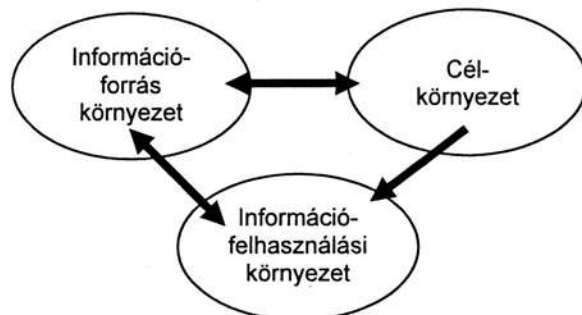 Információ-
forrás
környezet
Cél-
környezet
Információ-
felhasználási
környezet